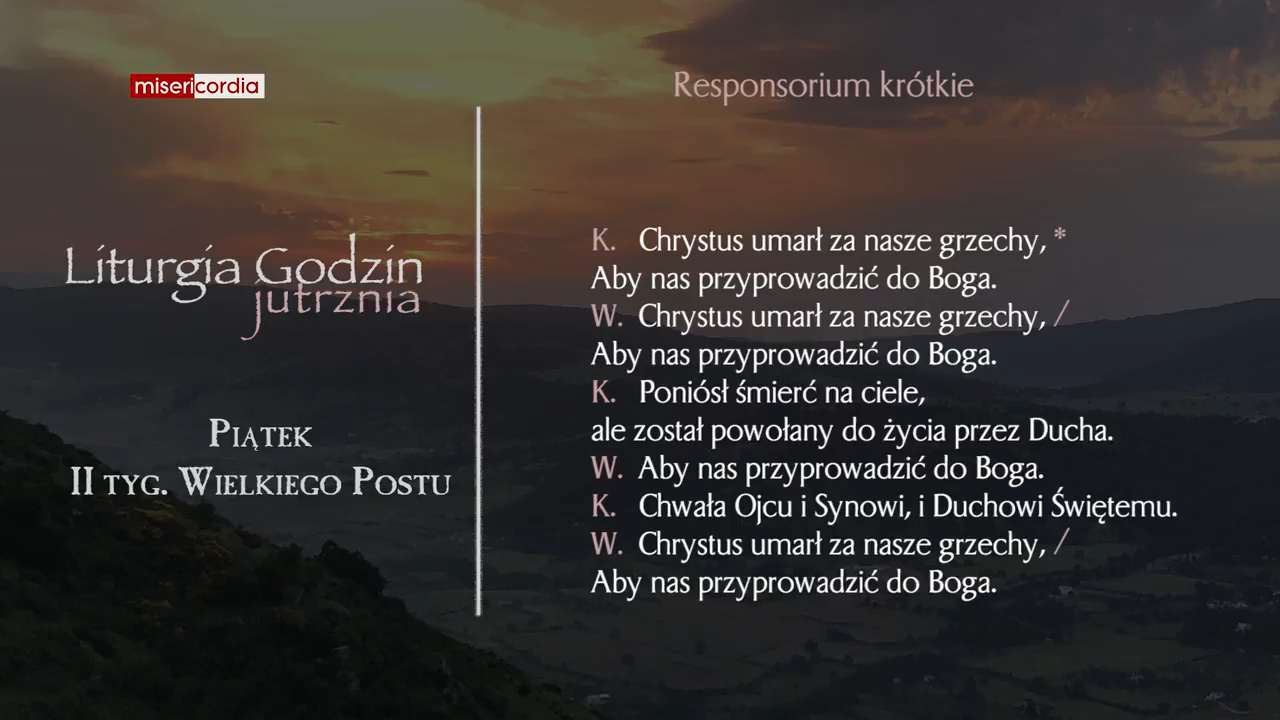 misericordia
Liturgia Godzin
jutrznia
Piątek
II tyg. Wielkiego Postu
Responsorium krótkie
K. Chrystus umarł za nasze grzechy, *
Aby nas przyprowadzić do Boga.
W. Chrystus umarł za nasze grzechy, /
Aby nas przyprowadzić do Boga.
K. Poniósł śmierć na ciele,
ale został powołany do życia przez Ducha.
W. Aby nas przyprowadzić do Boga.
K. Chwała Ojcu i Synowi, i Duchowi Świętemu.
W. Chrystus umarł za nasze grzechy, /
Aby nas przyprowadzić do Boga.